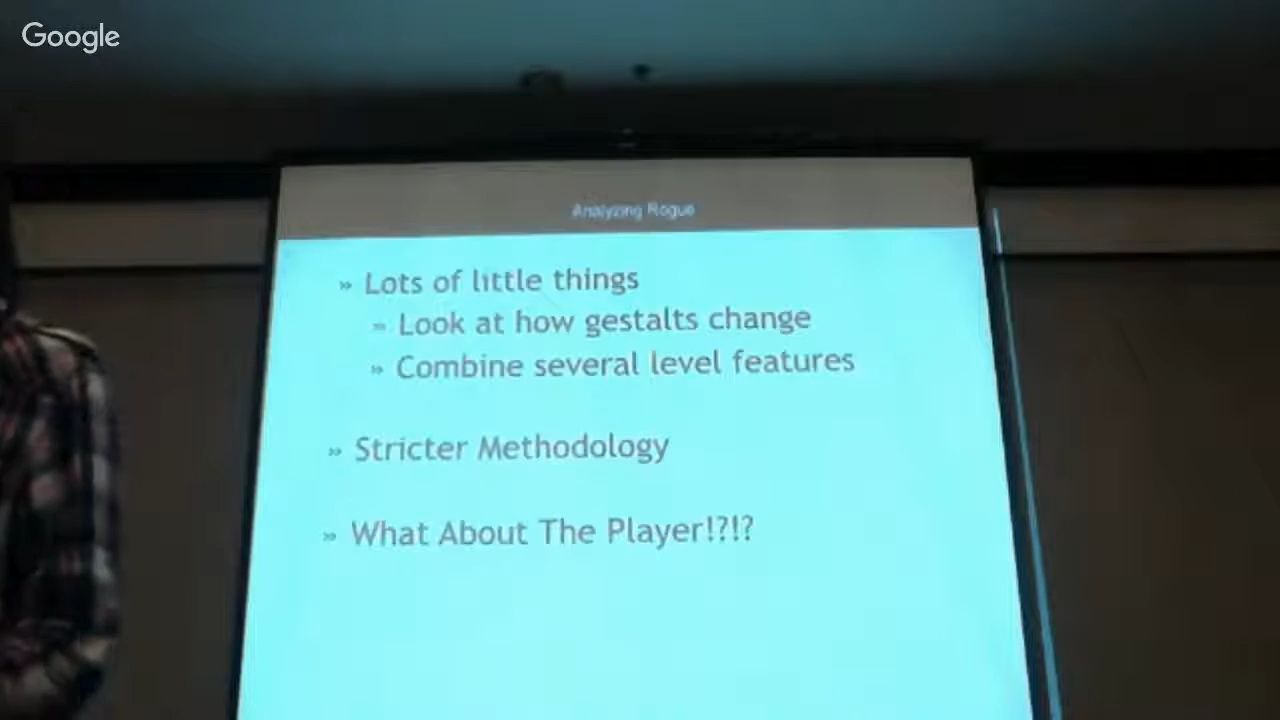 Google
Analyzing Rogue
» Lots of little things
» Look at how gestalts change
» Combine several level features
» Stricter Methodology
» What About The Player!?!?